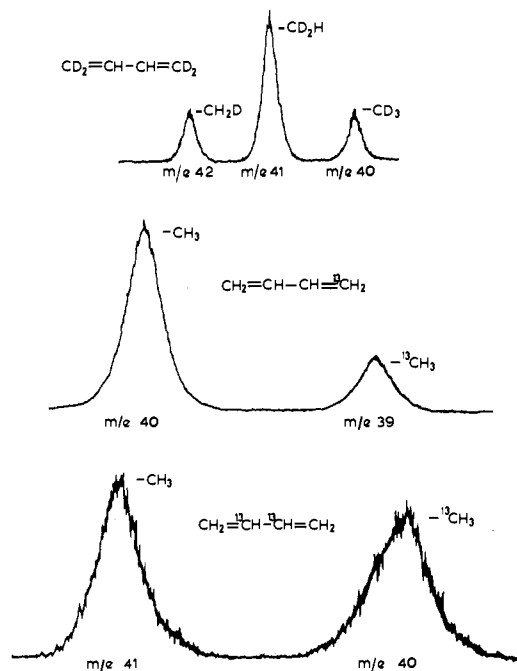 –CD₂H
CD₂=CH–CH=CD₂
–CH₂D
–CD₃
m/e 42
m/e 41
m/e 40
–CH₃
CH₂=CH–CH=¹³CH₂
–¹³CH₃
m/e 40
m/e 39
–CH₃
CH₂=¹³CH–¹³CH=CH₂
–¹³CH₃
m/e 41
m/e 40